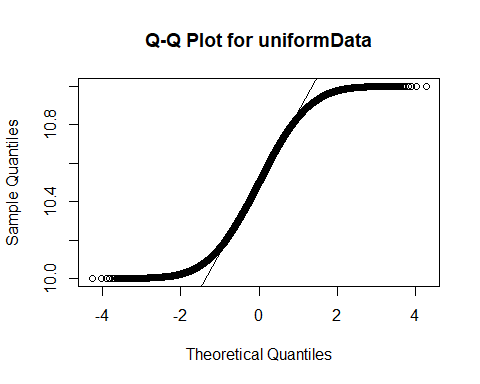 Q-Q Plot for uniformData
Sample Quantiles
10.8
10.4
10.0
-4 -2 0 2 4
Theoretical Quantiles